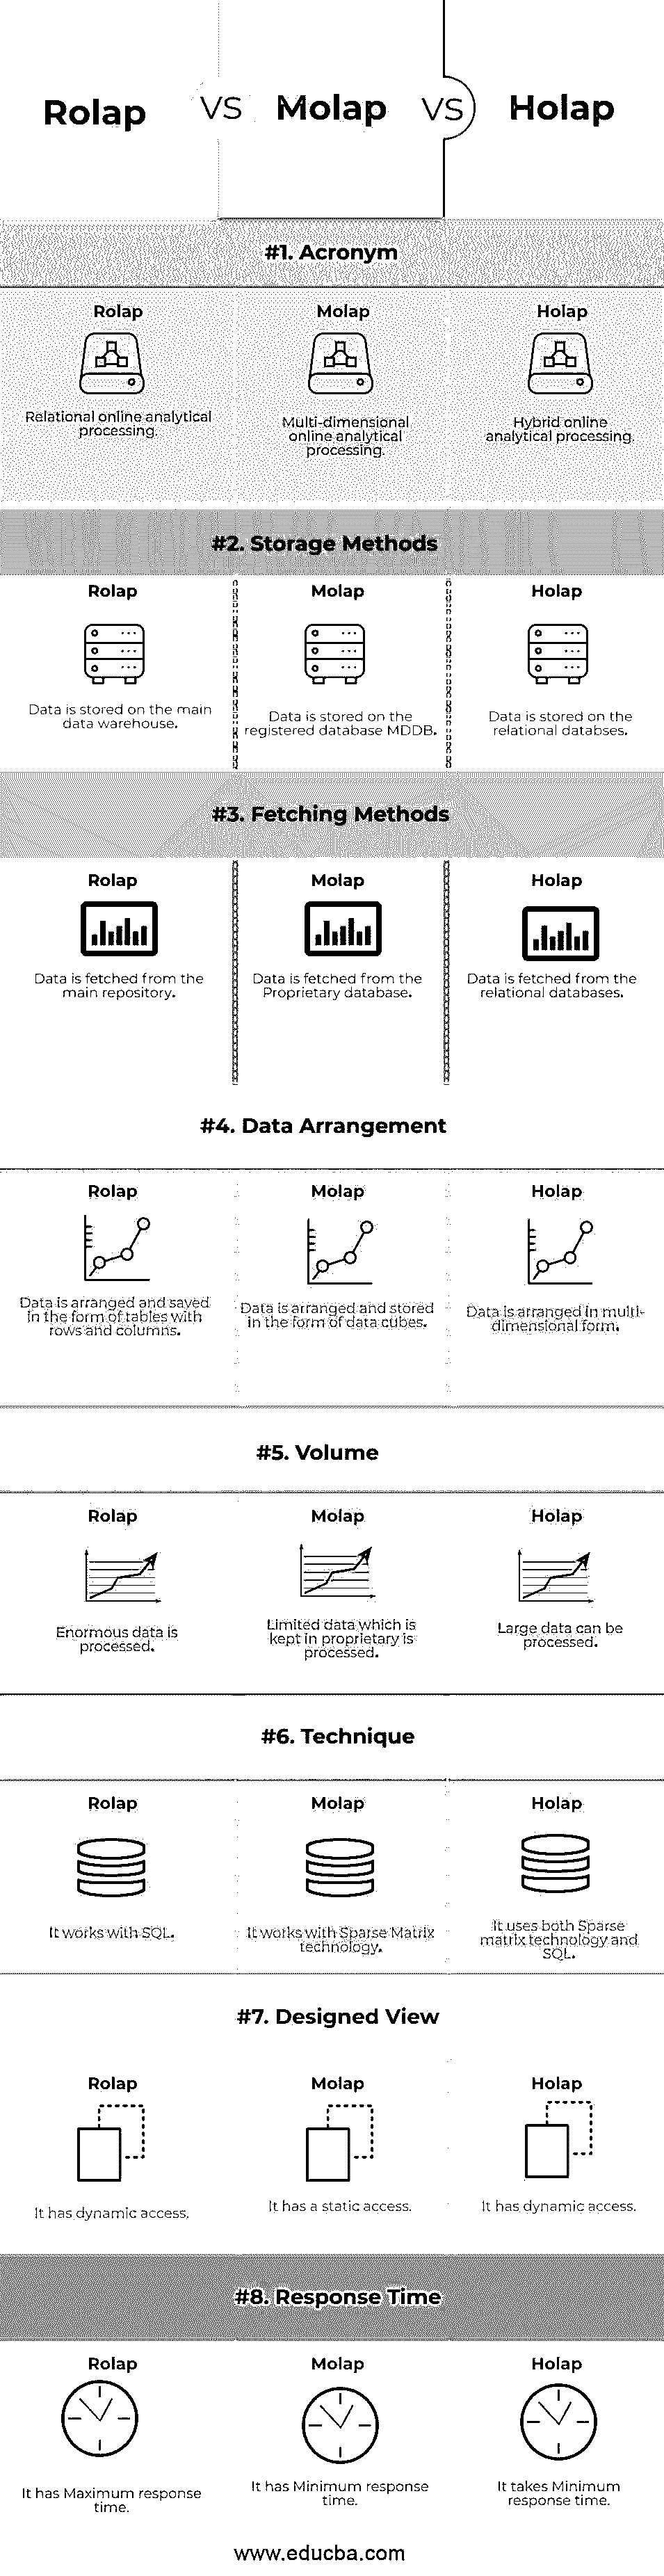 Rolap VS Molap VS Holap
#1. Acronym
Rolap
Relational online analytical
processing.
Molap
Multi-dimensional
online analytical
processing.
Holap
Hybrid online
analytical processing.
#2. Storage Methods
Rolap
Data is stored on the main
data warehouse.
Molap
Data is stored on the
registered database MDDB.
Holap
Data is stored on the
relational databses.
#3. Fetching Methods
Rolap
Data is fetched from the
main repository.
Molap
Data is fetched from the
Proprietary database.
Holap
Data is fetched from the
relational databases.
#4. Data Arrangement
Rolap
Data is arranged and saved
in the form of tables with
rows and columns.
Molap
Data is arranged and stored
in the form of data cubes.
Holap
Data is arranged in multi-
dimensional form.
#5. Volume
Rolap
Enormous data is
processed.
Molap
Limited data which is
kept in proprietary is
processed.
Holap
Large data can be
processed.
#6. Technique
Rolap
It works with SQL.
Molap
It works with Sparse Matrix
technology.
Holap
It uses both Sparse
matrix technology and
SQL.
#7. Designed View
Rolap
It has dynamic access.
Molap
It has a static access.
Holap
It has dynamic access.
#8. Response Time
Rolap
It has Maximum response
time.
Molap
It has Minimum response
time.
Holap
It takes Minimum
response time.
www.educba.com